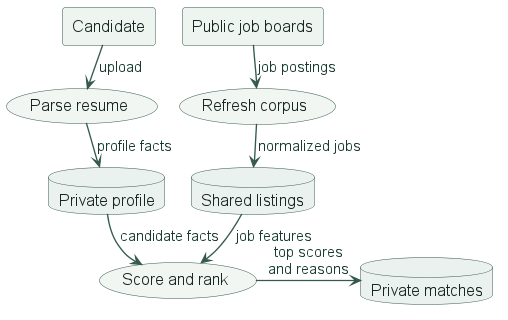 Candidate
Public job boards
upload
job postings
Parse resume
Refresh corpus
profile facts
normalized jobs
Private profile
Shared listings
candidate facts
job features
top scores
and reasons
Score and rank
Private matches